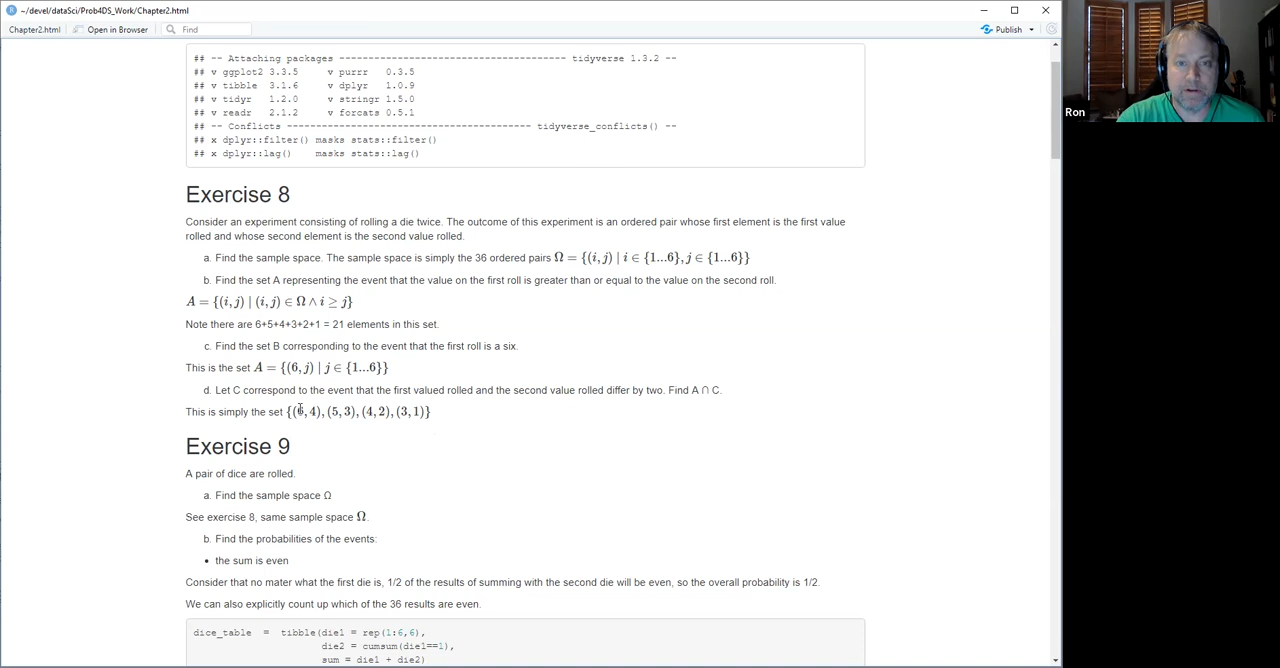 ~/devel/dataSci/Prob4DS_Work/Chapter2.html
Chapter2.html
Open in Browser
Find
Publish
## -- Attaching packages --------------------------------------- tidyverse 1.3.2 --
## v ggplot2 3.3.5     v purrr   0.3.5
## v tibble  3.1.6     v dplyr   1.0.9
## v tidyr   1.2.0     v stringr 1.5.0
## v readr   2.1.2     v forcats 0.5.1
## -- Conflicts ------------------------------------------ tidyverse_conflicts() --
## x dplyr::filter() masks stats::filter()
## x dplyr::lag()    masks stats::lag()
Exercise 8
Consider an experiment consisting of rolling a die twice. The outcome of this experiment is an ordered pair whose first element is the first value
rolled and whose second element is the second value rolled.
a. Find the sample space. The sample space is simply the 36 ordered pairs Ω = {(i, j) | i ∈ {1...6}, j ∈ {1...6}}
b. Find the set A representing the event that the value on the first roll is greater than or equal to the value on the second roll.
A = {(i, j) | (i, j) ∈ Ω ∧ i ≥ j}
Note there are 6+5+4+3+2+1 = 21 elements in this set.
c. Find the set B corresponding to the event that the first roll is a six.
This is the set A = {(6, j) | j ∈ {1...6}}
d. Let C correspond to the event that the first valued rolled and the second value rolled differ by two. Find A ∩ C.
This is simply the set {(6, 4), (5, 3), (4, 2), (3, 1)}
Exercise 9
A pair of dice are rolled.
a. Find the sample space Ω
See exercise 8, same sample space Ω.
b. Find the probabilities of the events:
• the sum is even
Consider that no mater what the first die is, 1/2 of the results of summing with the second die will be even, so the overall probability is 1/2.
We can also explicitly count up which of the 36 results are even.
dice_table  =  tibble(die1 = rep(1:6,6),
die2 = cumsum(die1==1),
sum = die1 + die2)
Ron